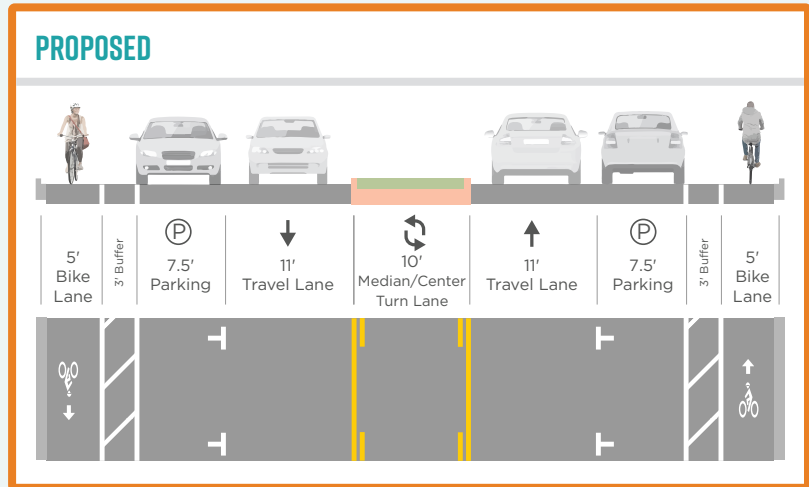 PROPOSED
5'
Bike
Lane
3' Buffer
P
7.5'
Parking
11'
Travel Lane
10'
Median/Center
Turn Lane
11'
Travel Lane
P
7.5'
Parking
3' Buffer
5'
Bike
Lane